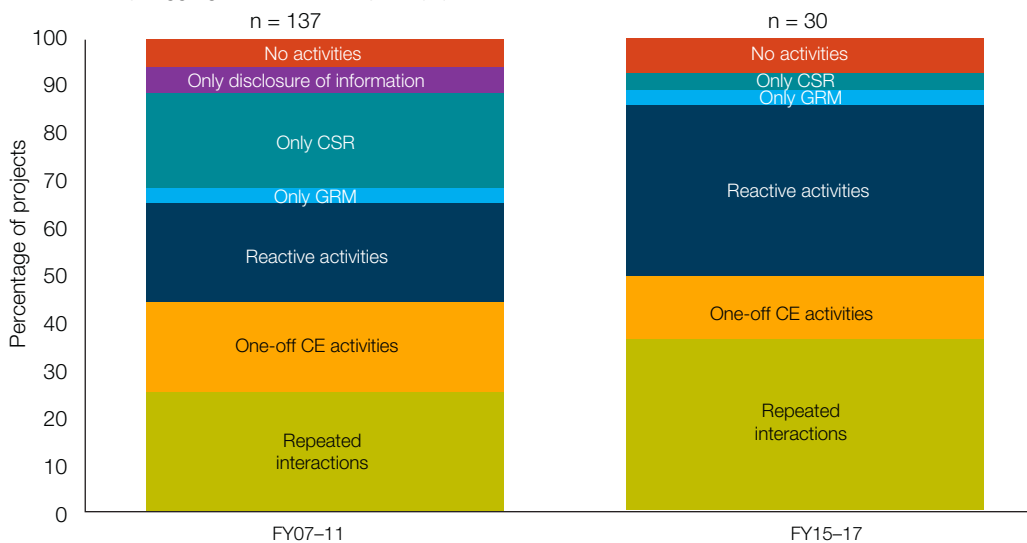 n = 137
n = 30
Percentage of projects
100
90
80
70
60
50
40
30
20
10
0
No activities
Only disclosure of information
Only CSR
Only GRM
Reactive activities
One-off CE activities
Repeated
interactions
No activities
Only CSR
Only GRM
Reactive activities
One-off CE activities
Repeated
interactions
FY07–11
FY15–17